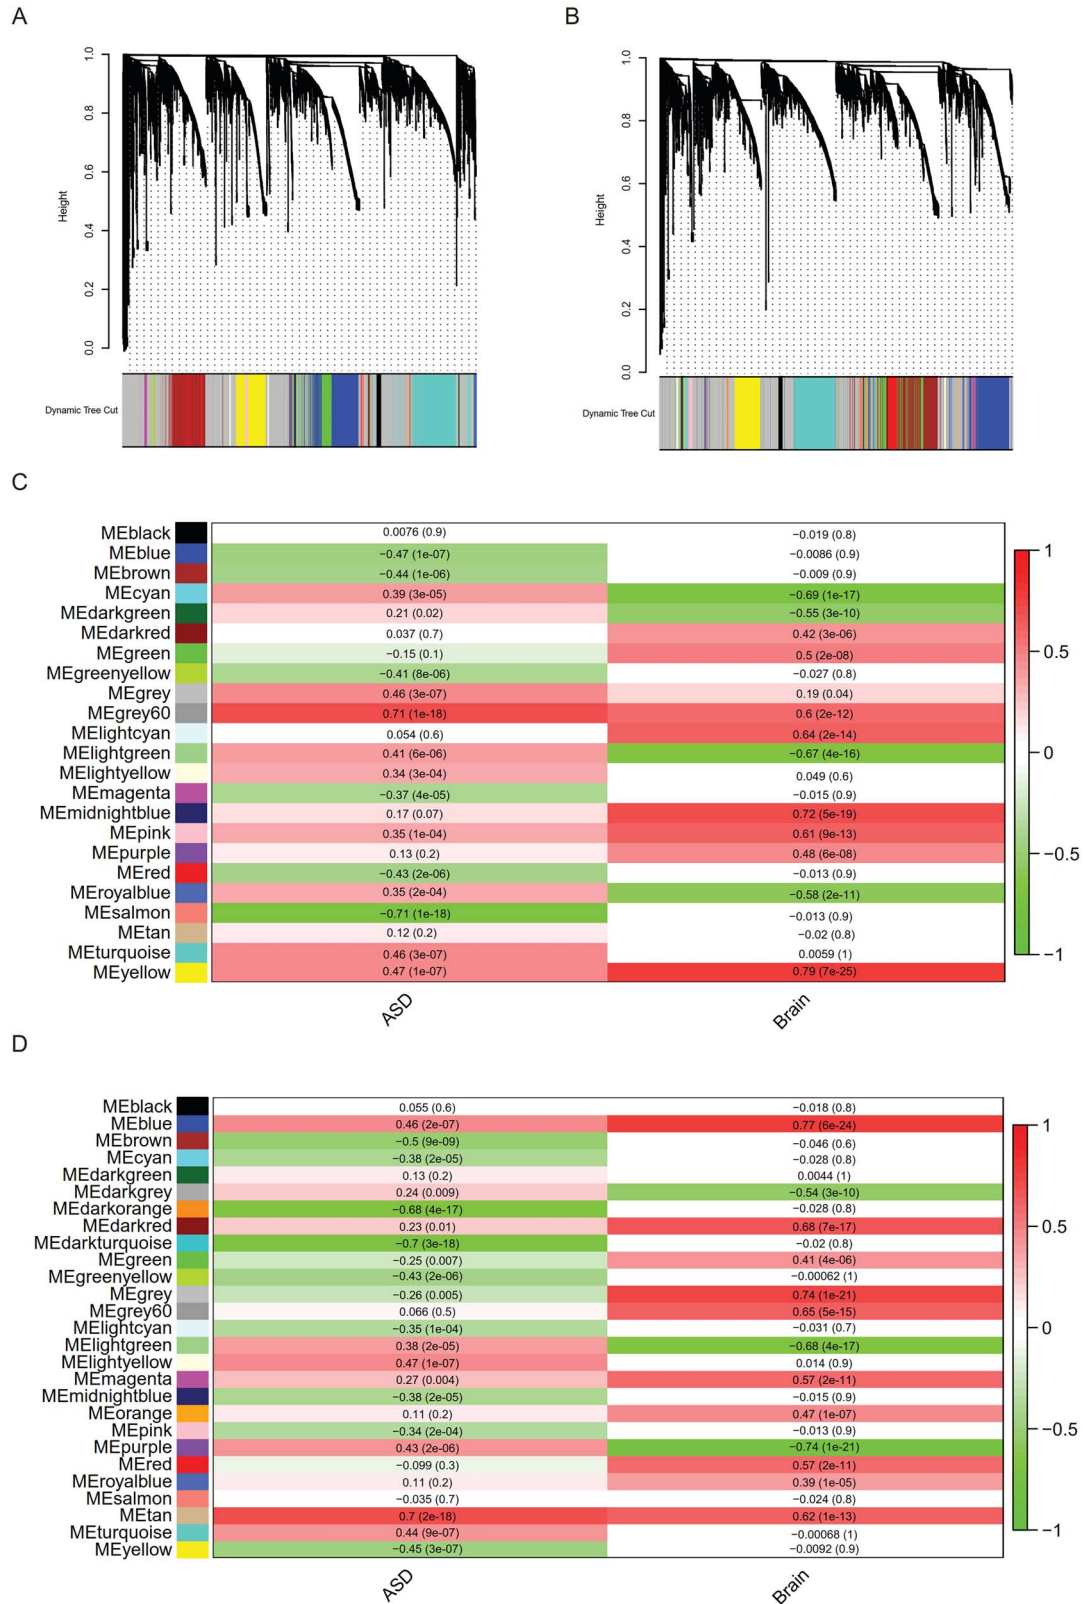 A
B
1.0
0.8
0.6
0.4
0.2
0.0
Height
Dynamic Tree Cut
1.0
0.8
0.6
0.4
0.2
0.0
Height
Dynamic Tree Cut
C
MEblack 0.0076 (0.9) −0.019 (0.8)
MEblue −0.47 (1e-07) −0.0086 (0.9)
MEbrown −0.44 (1e-06) −0.009 (0.9)
MEcyan 0.39 (3e-05) −0.69 (1e-17)
MEdarkgreen 0.21 (0.02) −0.55 (3e-10)
MEdarkred 0.037 (0.7) 0.42 (3e-06)
MEgreen −0.15 (0.1) 0.5 (2e-08)
MEgreenyellow −0.41 (8e-06) −0.027 (0.8)
MEgrey 0.46 (3e-07) 0.19 (0.04)
MEgrey60 0.71 (1e-18) 0.6 (2e-12)
MElightcyan 0.054 (0.6) 0.64 (2e-14)
MElightgreen 0.41 (6e-06) −0.67 (4e-16)
MElightyellow 0.34 (3e-04) 0.049 (0.6)
MEmagenta −0.37 (4e-05) −0.015 (0.9)
MEmidnightblue 0.17 (0.07) 0.72 (5e-19)
MEpink 0.35 (1e-04) 0.61 (9e-13)
MEpurple 0.13 (0.2) 0.48 (6e-08)
MEred −0.43 (2e-06) −0.013 (0.9)
MEroyalblue 0.35 (2e-04) −0.58 (2e-11)
MEsalmon −0.71 (1e-18) −0.013 (0.9)
MEtan 0.12 (0.2) −0.02 (0.8)
MEturquoise 0.46 (3e-07) 0.0059 (1)
MEyellow 0.47 (1e-07) 0.79 (7e-25)
1
0.5
0
−0.5
−1
ASD Brain
D
MEblack 0.055 (0.6) −0.018 (0.8)
MEblue 0.46 (2e-07) 0.77 (6e-24)
MEbrown −0.5 (9e-09) −0.046 (0.6)
MEcyan −0.38 (2e-05) −0.028 (0.8)
MEdarkgreen 0.13 (0.2) 0.0044 (1)
MEdarkgrey 0.24 (0.009) −0.54 (3e-10)
MEdarkorange −0.68 (4e-17) −0.028 (0.8)
MEdarkred 0.23 (0.01) 0.68 (7e-17)
MEdarkturquoise −0.7 (3e-18) −0.02 (0.8)
MEgreen −0.25 (0.007) 0.41 (4e-06)
MEgreenyellow −0.43 (2e-06) −0.00062 (1)
MEgrey −0.26 (0.005) 0.74 (1e-21)
MEgrey60 0.066 (0.5) 0.65 (5e-15)
MElightcyan −0.35 (1e-04) −0.031 (0.7)
MElightgreen 0.38 (2e-05) −0.68 (4e-17)
MElightyellow 0.47 (1e-07) 0.014 (0.9)
MEmagenta 0.27 (0.004) 0.57 (2e-11)
MEmidnightblue −0.38 (2e-05) −0.015 (0.9)
MEorange 0.11 (0.2) 0.47 (1e-07)
MEpink −0.34 (2e-04) −0.013 (0.9)
MEpurple 0.43 (2e-06) −0.74 (1e-21)
MEred −0.099 (0.3) 0.57 (2e-11)
MEroyalblue 0.11 (0.2) 0.39 (1e-05)
MEsalmon −0.035 (0.7) −0.024 (0.8)
MEtan 0.7 (2e-18) 0.62 (1e-13)
MEturquoise 0.44 (9e-07) −0.00068 (1)
MEyellow −0.45 (3e-07) −0.0092 (0.9)
1
0.5
0
−0.5
−1
ASD Brain